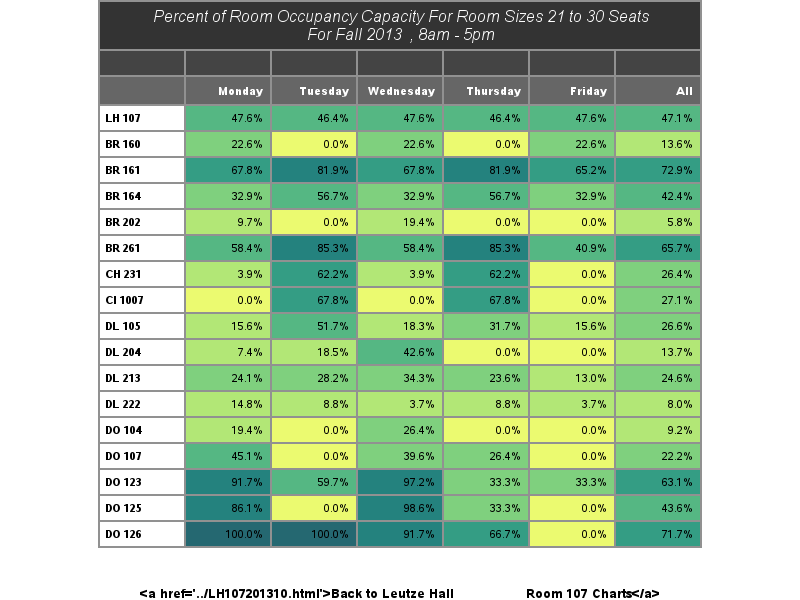 Percent of Room Occupancy Capacity For Room Sizes 21 to 30 Seats
For Fall 2013 , 8am - 5pm
Monday Tuesday Wednesday Thursday Friday All
LH 107 47.6% 46.4% 47.6% 46.4% 47.6% 47.1%
BR 160 22.6% 0.0% 22.6% 0.0% 22.6% 13.6%
BR 161 67.8% 81.9% 67.8% 81.9% 65.2% 72.9%
BR 164 32.9% 56.7% 32.9% 56.7% 32.9% 42.4%
BR 202 9.7% 0.0% 19.4% 0.0% 0.0% 5.8%
BR 261 58.4% 85.3% 58.4% 85.3% 40.9% 65.7%
CH 231 3.9% 62.2% 3.9% 62.2% 0.0% 26.4%
CI 1007 0.0% 67.8% 0.0% 67.8% 0.0% 27.1%
DL 105 15.6% 51.7% 18.3% 31.7% 15.6% 26.6%
DL 204 7.4% 18.5% 42.6% 0.0% 0.0% 13.7%
DL 213 24.1% 28.2% 34.3% 23.6% 13.0% 24.6%
DL 222 14.8% 8.8% 3.7% 8.8% 3.7% 8.0%
DO 104 19.4% 0.0% 26.4% 0.0% 0.0% 9.2%
DO 107 45.1% 0.0% 39.6% 26.4% 0.0% 22.2%
DO 123 91.7% 59.7% 97.2% 33.3% 33.3% 63.1%
DO 125 86.1% 0.0% 98.6% 33.3% 0.0% 43.6%
DO 126 100.0% 100.0% 91.7% 66.7% 0.0% 71.7%
<a href='../LH107201310.html'>Back to Leutze Hall Room 107 Charts</a>